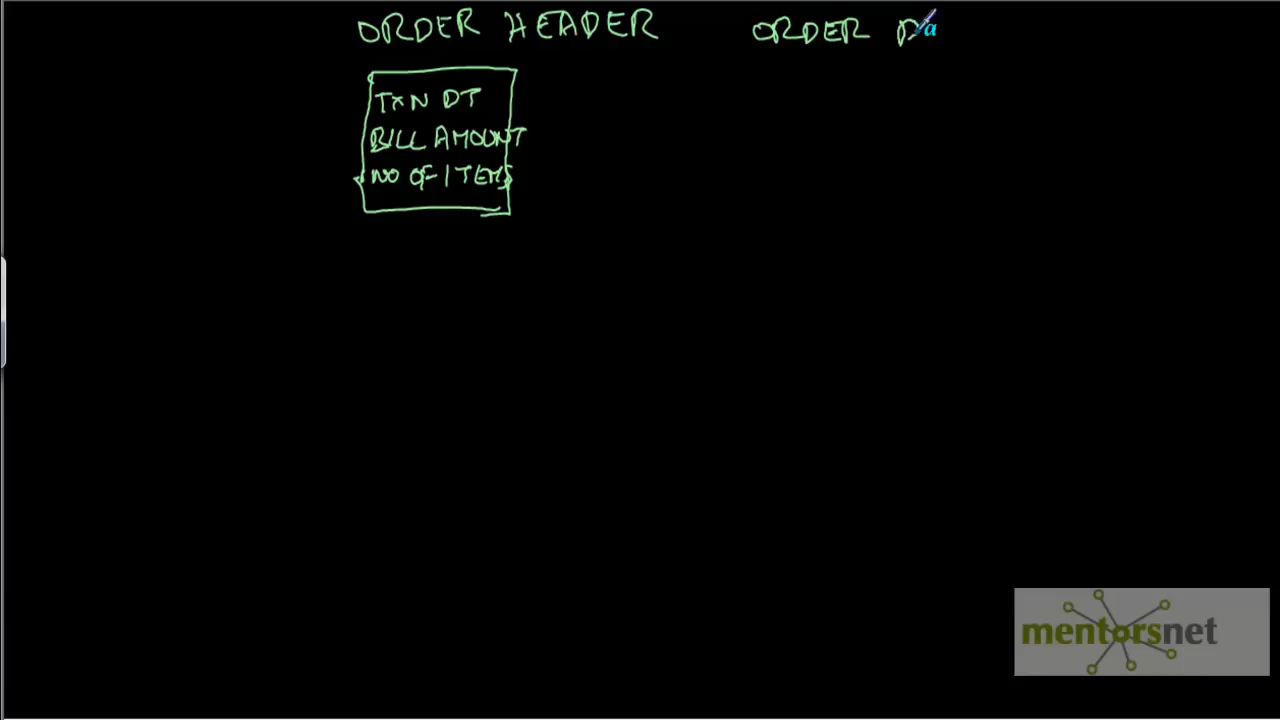 ORDER HEADER
ORDER
TXN DT
BILL AMOUNT
NO OF ITEMS
mentorsnet